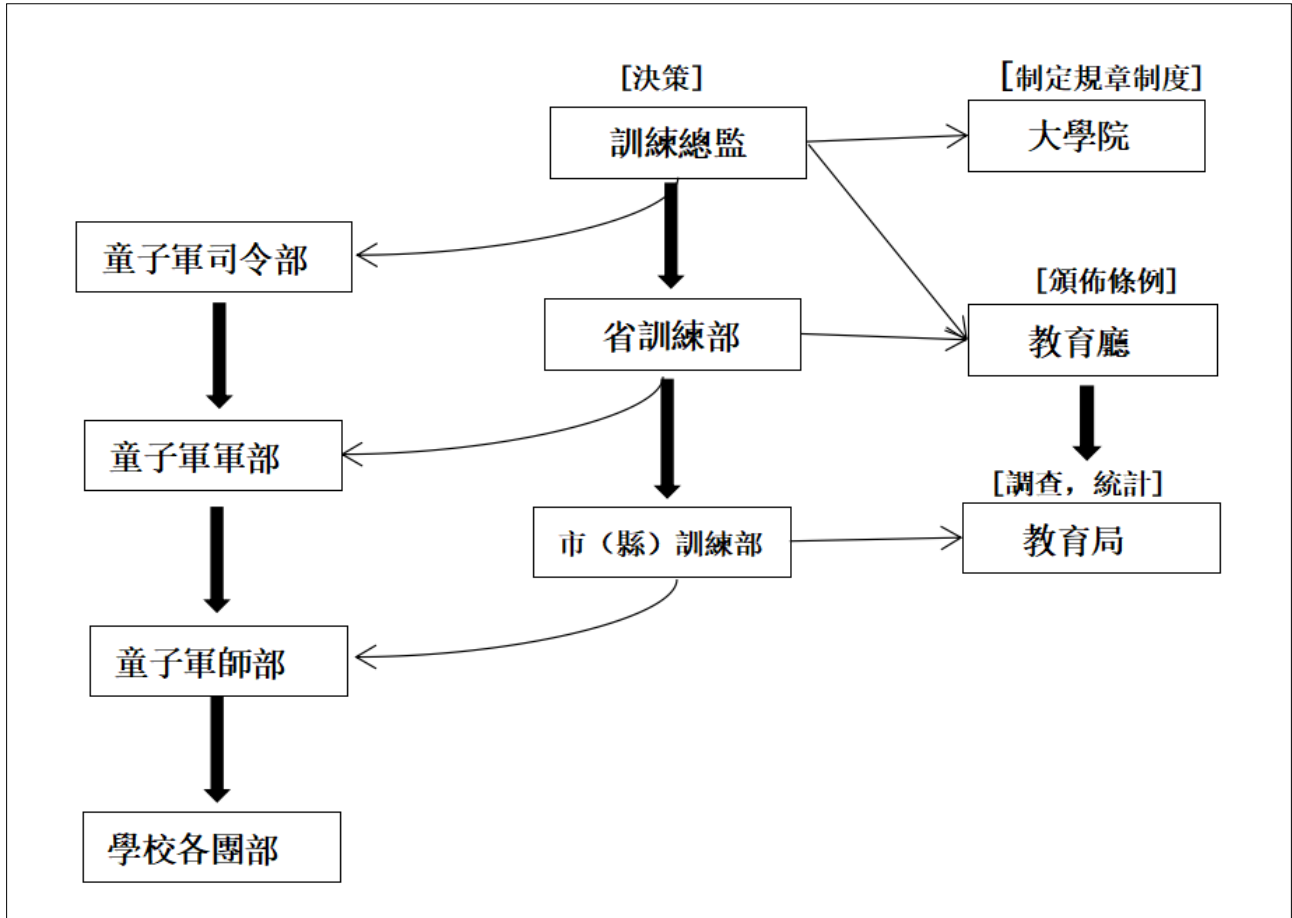 [決策]
[制定規章制度]
訓練總監
大學院
童子軍司令部
[頒佈條例]
省訓練部
教育廳
童子軍軍部
[調查，統計]
市（縣）訓練部
教育局
童子軍師部
學校各團部